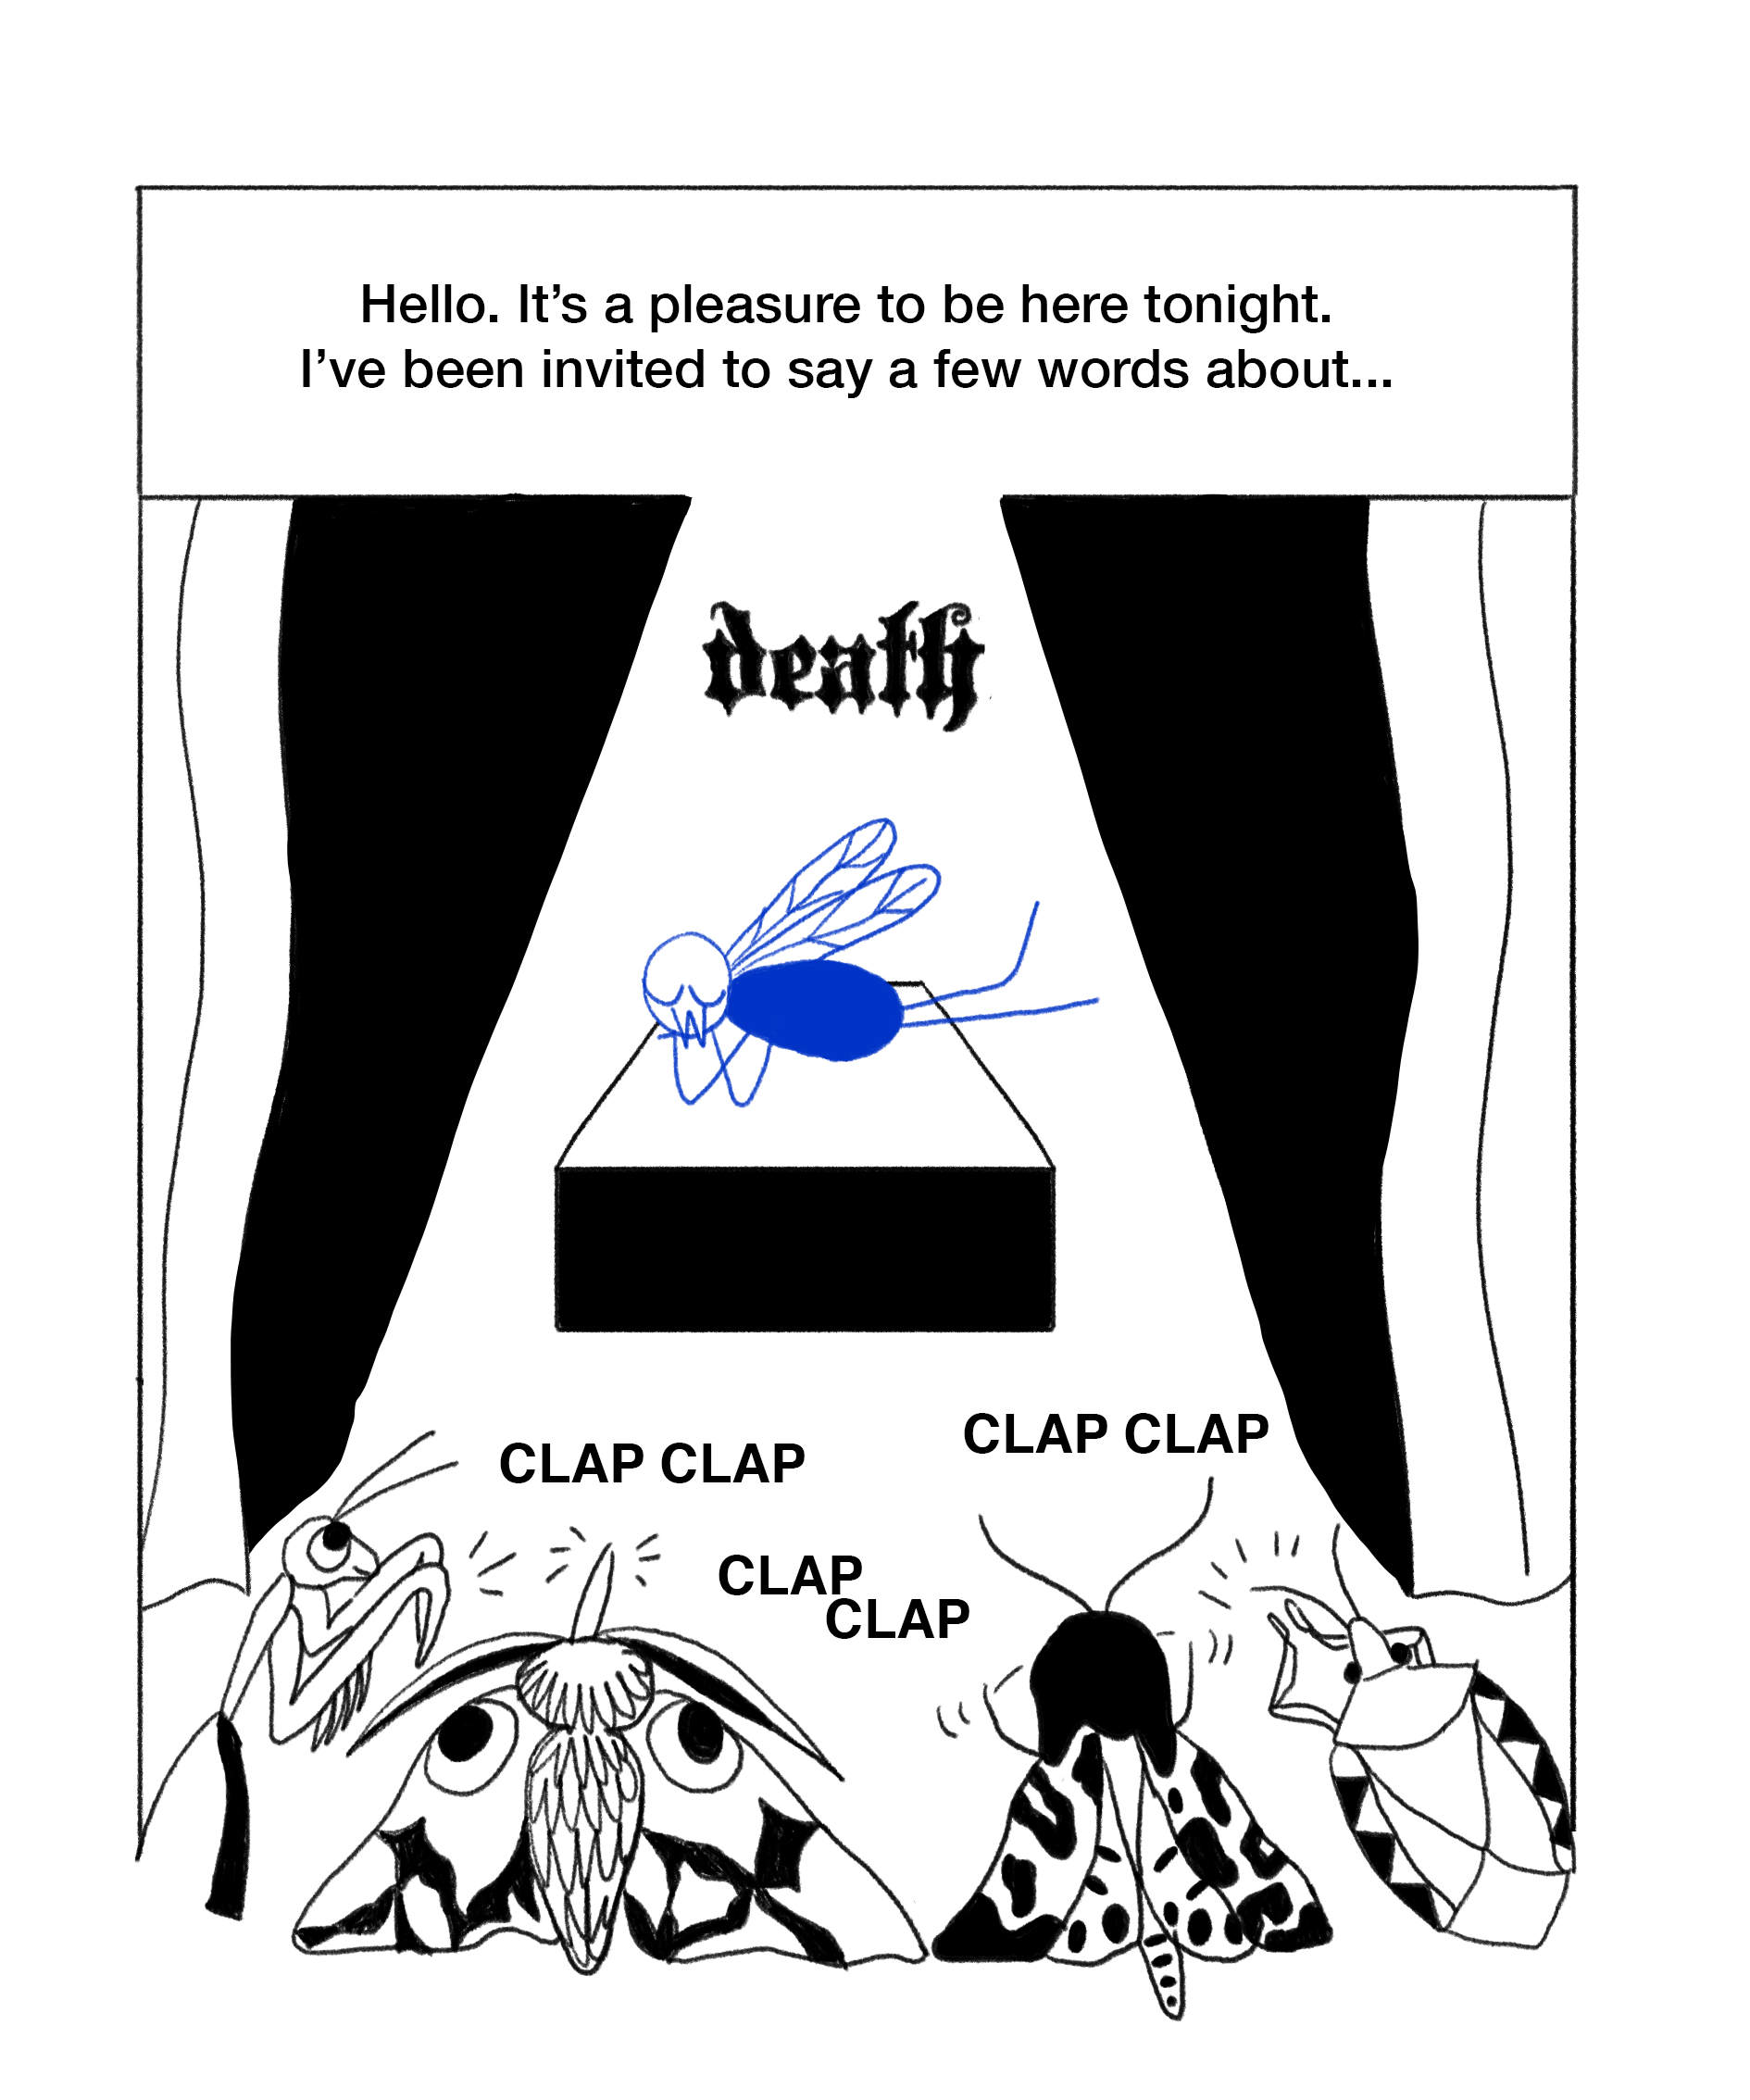 Hello. It’s a pleasure to be here tonight.
I’ve been invited to say a few words about...
death
CLAP CLAP
CLAP CLAP
CLAP
CLAP